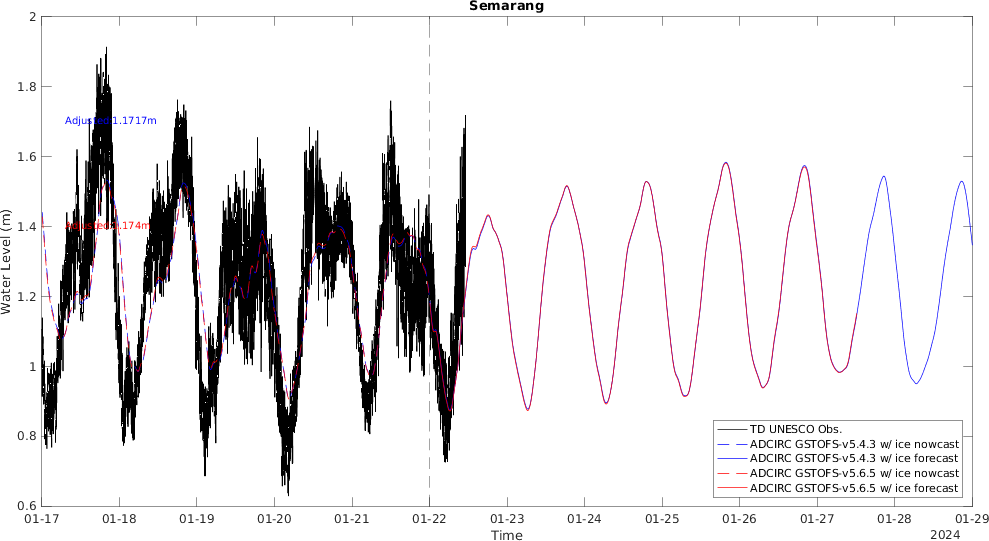 Semarang
2
1.8
1.6
1.4
1.2
1
0.8
0.6
Water Level (m)
Adjusted 1.1717m
Adjusted 1.174m
TD UNESCO Obs.
ADCIRC GSTOFS-v5.4.3 w/ ice nowcast
ADCIRC GSTOFS-v5.4.3 w/ ice forecast
ADCIRC GSTOFS-v5.6.5 w/ ice nowcast
ADCIRC GSTOFS-v5.6.5 w/ ice forecast
01-17 01-18 01-19 01-20 01-21 01-22 01-23 01-24 01-25 01-26 01-27 01-28 01-29
Time
2024